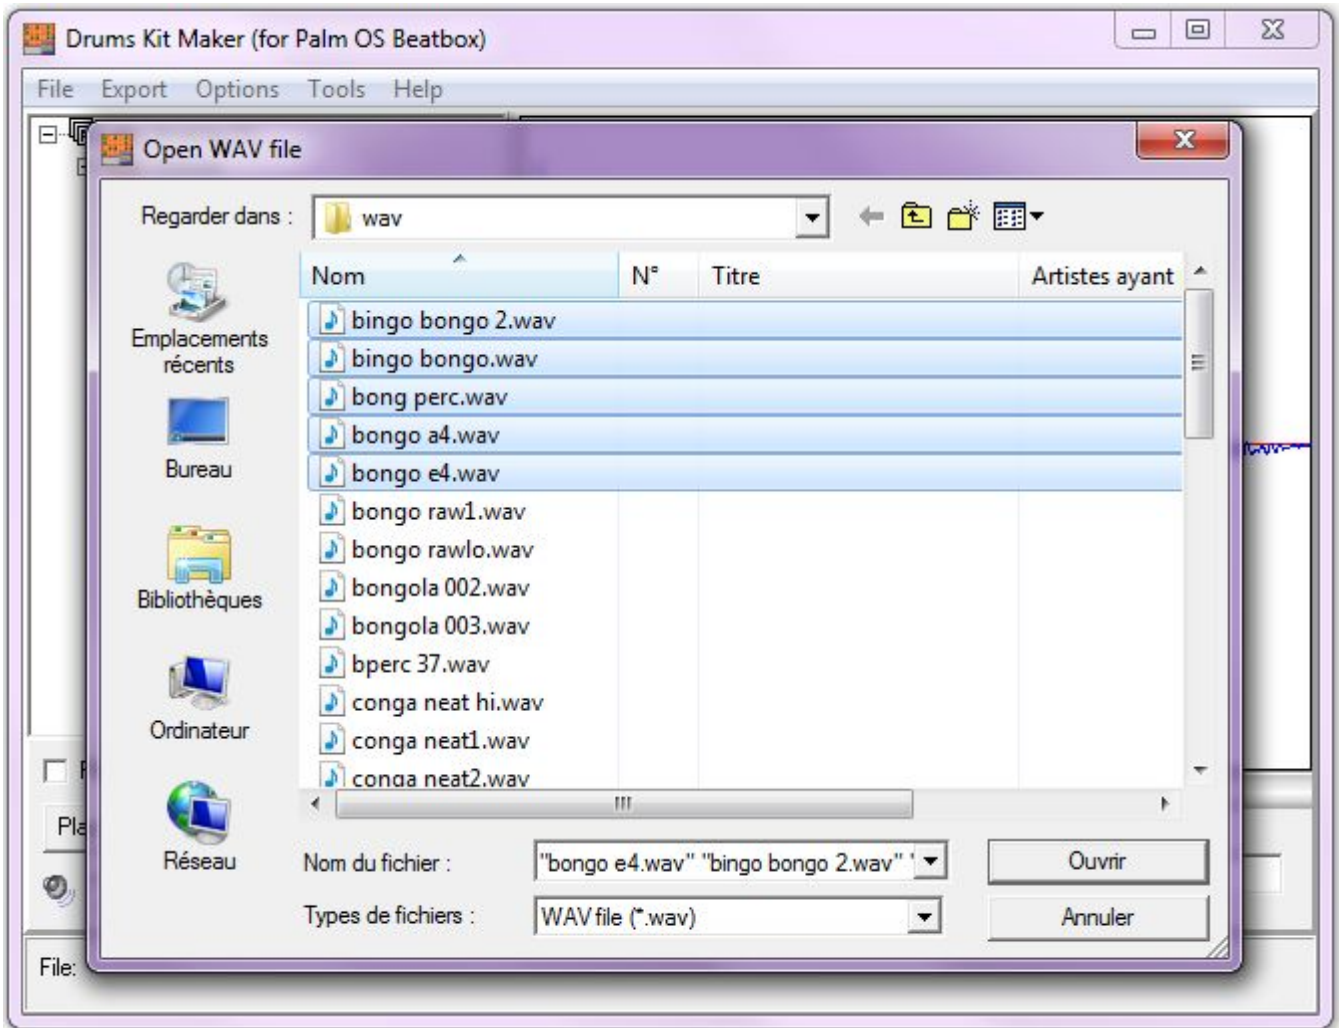 Drums Kit Maker (for Palm OS Beatbox)
File Export Options Tools Help
Open WAV file
Regarder dans : wav
Nom N° Titre Artistes ayant
Emplacements récents
Bureau
Bibliothèques
Ordinateur
Réseau
bingo bongo 2.wav
bingo bongo.wav
bong perc.wav
bongo a4.wav
bongo e4.wav
bongo raw1.wav
bongo rawlo.wav
bongola 002.wav
bongola 003.wav
bperc 37.wav
conga neat hi.wav
conga neat1.wav
conga neat2.wav
Nom du fichier : "bongo e4.wav" "bingo bongo 2.wav" " Ouvrir
Types de fichiers : WAV file (*.wav) Annuler
File: